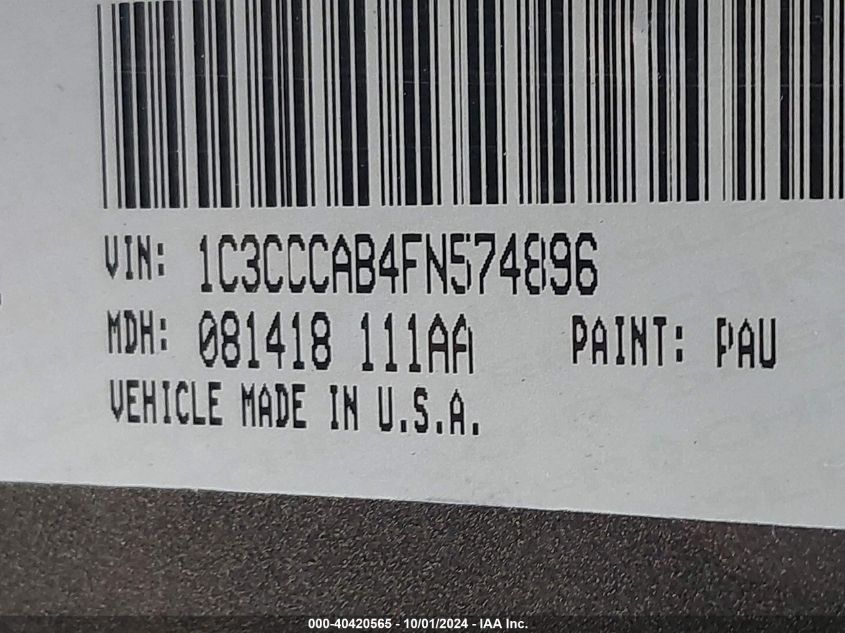 VIN: 1C3CCCAB4FN574896
MDH: 081418 111AA PAINT: PAU
VEHICLE MADE IN U.S.A.
000-40420565 - 10/01/2024 - IAA Inc.